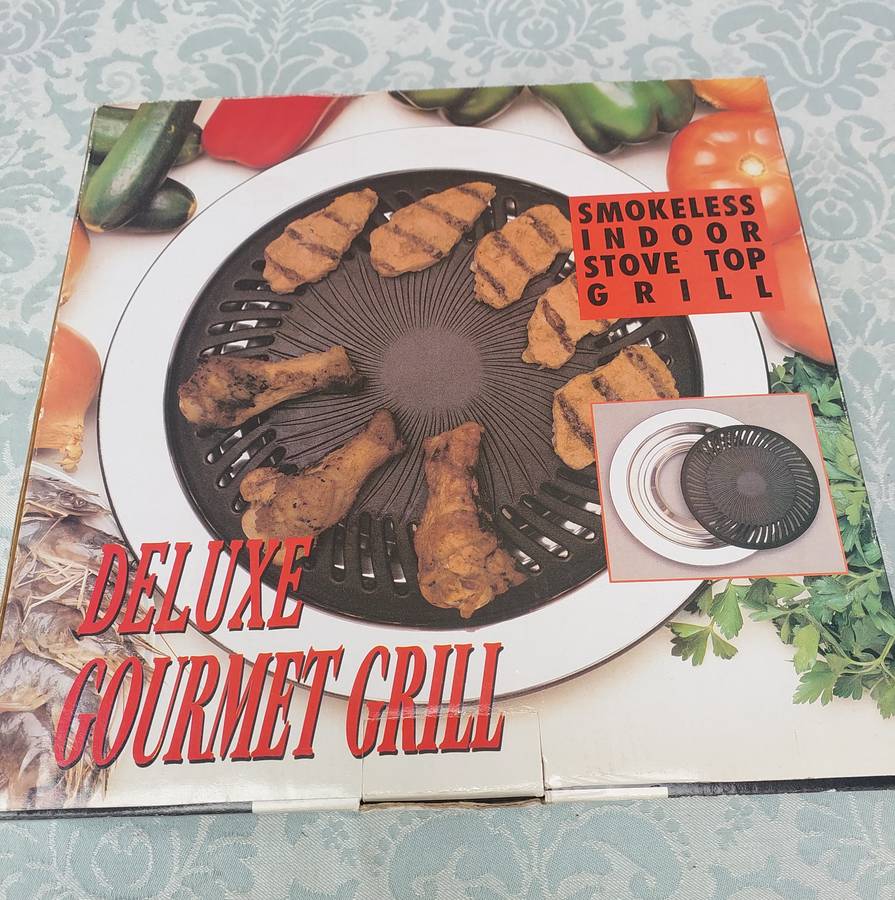 SMOKELESS
INDOOR
STOVE TOP
GRILL
DELUXE
GOURMET GRILL